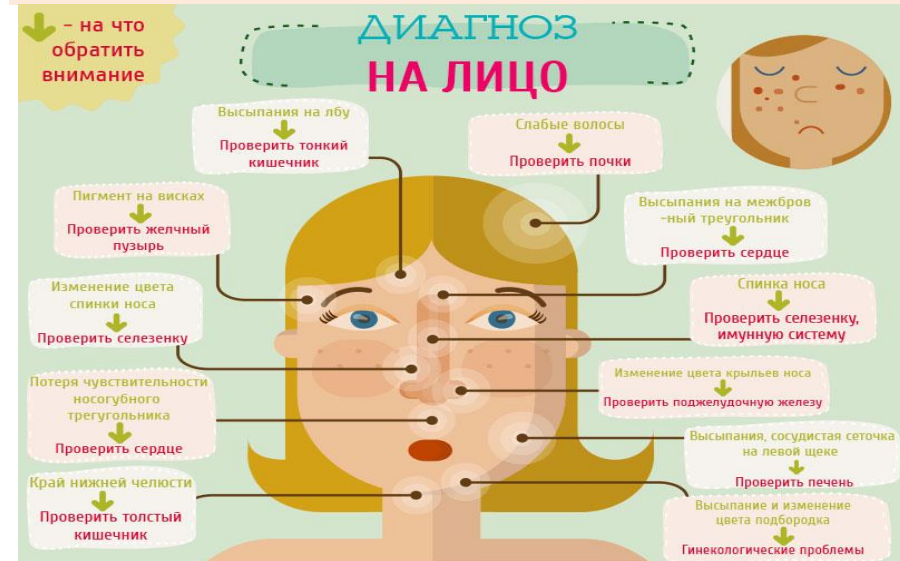 - на что
обратить
внимание
ДИАГНОЗ
НА ЛИЦО
Высыпания на лбу
Проверить тонкий
кишечник
Слабые волосы
Проверить почки
Пигмент на висках
Проверить желчный
пузырь
Высыпания на межбров
-ный треугольник
Проверить сердце
Изменение цвета
спинки носа
Проверить селезенку
Спинка носа
Проверить селезенку,
имунную систему
Потеря чувствительности
носогубного
трегугольника
Проверить сердце
Изменение цвета крыльев носа
Проверить поджелудочную железу
Высыпания, сосудистая сеточка
на левой щеке
Проверить печень
Край нижней челюсти
Проверить толстый
кишечник
Высыпание и изменение
цвета подбородка
Гинекологические проблемы